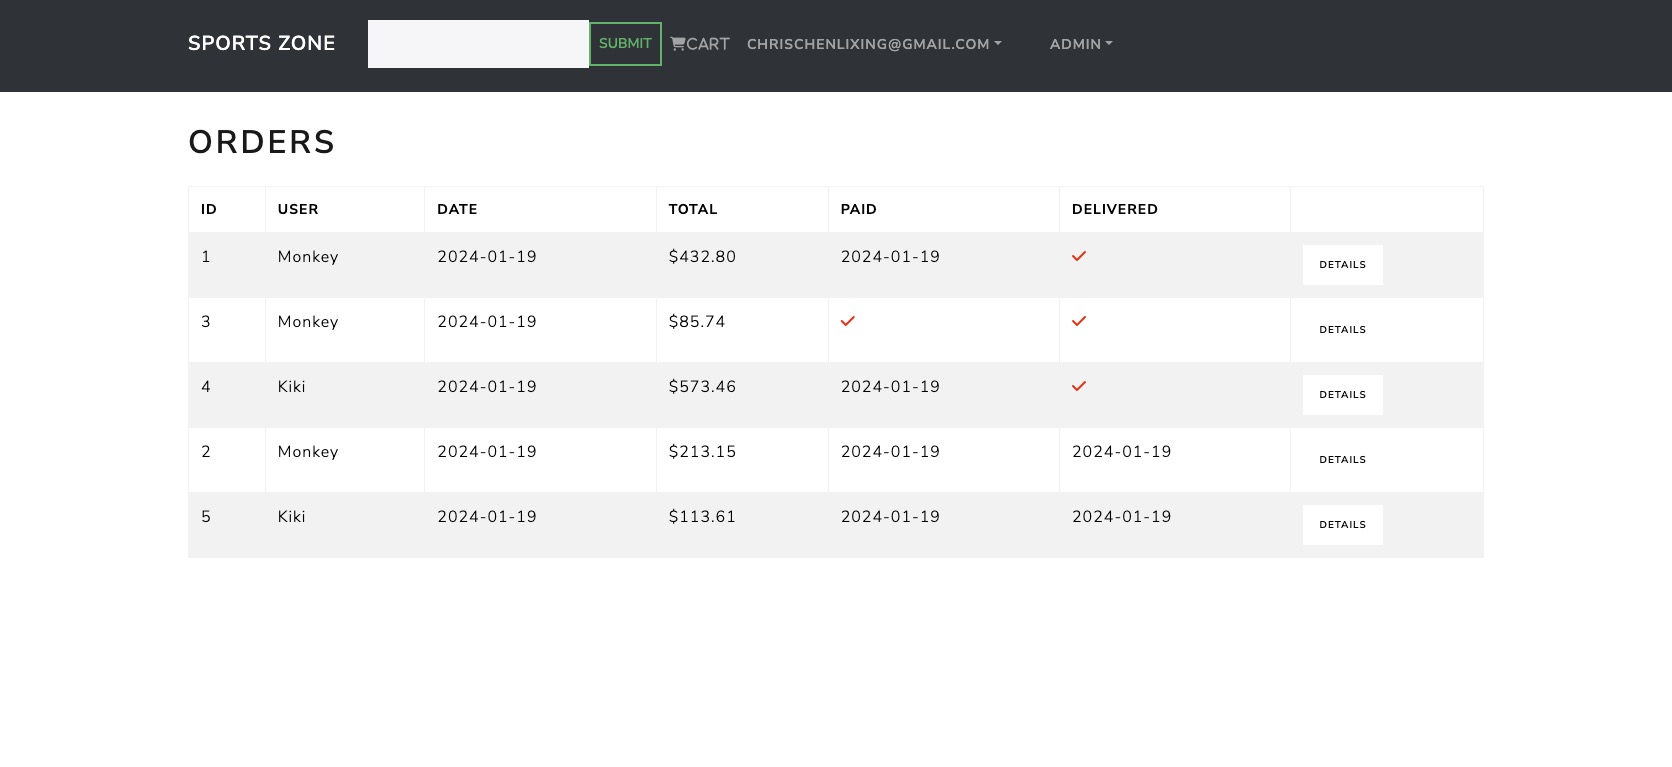 SPORTS ZONE SUBMIT CART CHRISCHENLIXING@GMAIL.COM ADMIN
ORDERS
ID USER DATE TOTAL PAID DELIVERED
1 Monkey 2024-01-19 $432.80 2024-01-19 DETAILS
3 Monkey 2024-01-19 $85.74 DETAILS
4 Kiki 2024-01-19 $573.46 2024-01-19 DETAILS
2 Monkey 2024-01-19 $213.15 2024-01-19 2024-01-19 DETAILS
5 Kiki 2024-01-19 $113.61 2024-01-19 2024-01-19 DETAILS